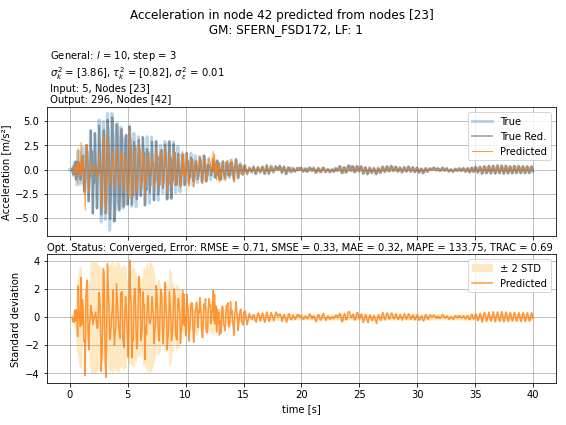 Acceleration in node 42 predicted from nodes [23]
GM: SFERN_FSD172, LF: 1
General: l = 10, step = 3
σ²ₖ = [3.86], τ²ₖ = [0.82], σ²ε = 0.01
Input: 5, Nodes [23]
Output: 296, Nodes [42]
Acceleration [m/s²]
5.0
2.5
0.0
−2.5
−5.0
True
True Red.
Predicted
Opt. Status: Converged, Error: RMSE = 0.71, SMSE = 0.33, MAE = 0.32, MAPE = 133.75, TRAC = 0.69
Standard deviation
4
2
0
−2
−4
± 2 STD
Predicted
0 5 10 15 20 25 30 35 40
time [s]